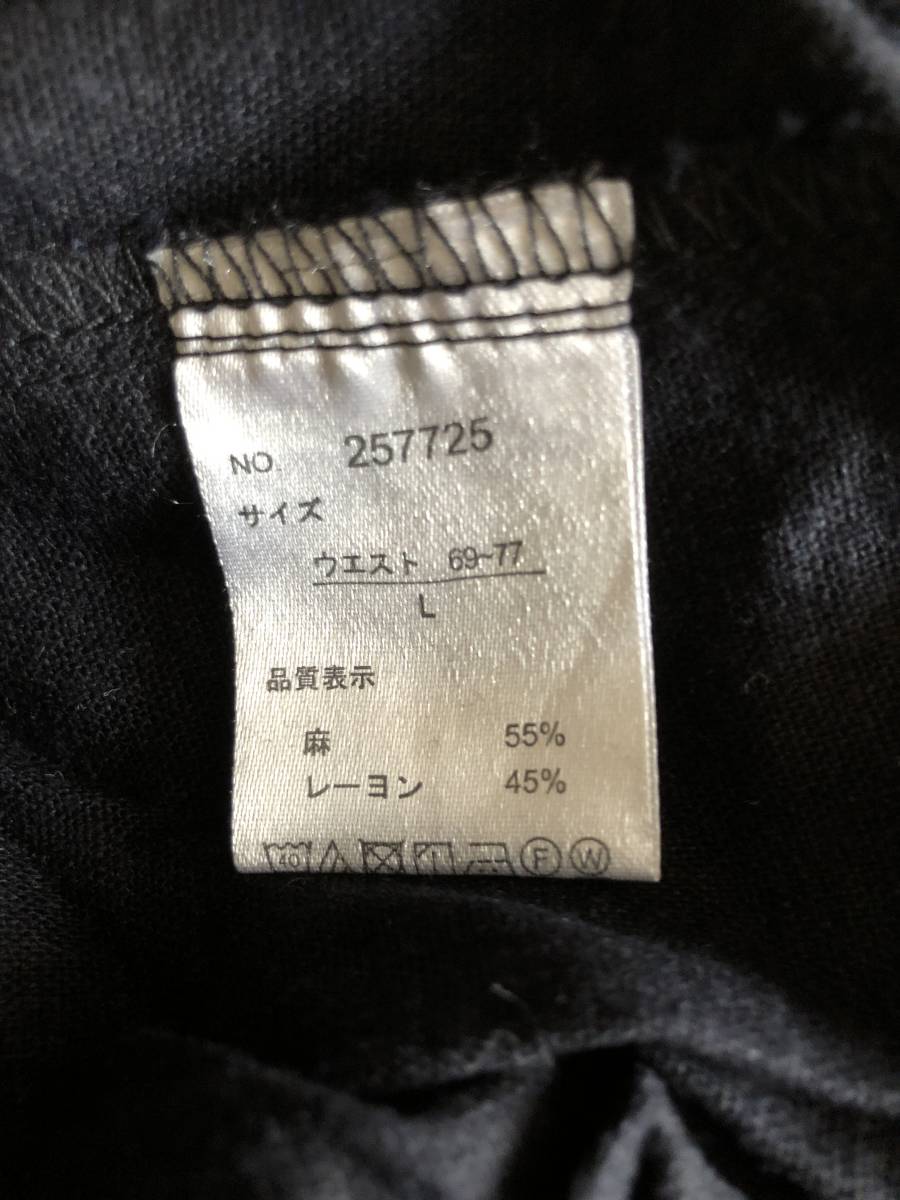 NO. 257725
サイズ
ウエスト 69~77
L
品質表示
麻 55%
レーヨン 45%
40 F W